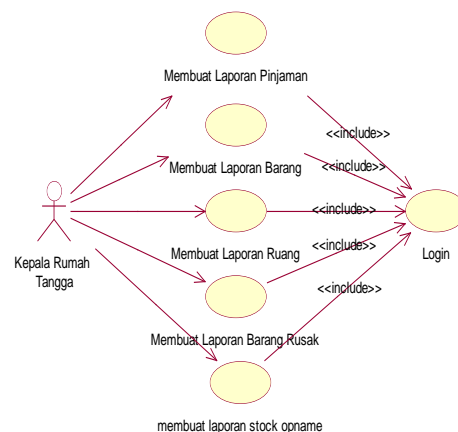 Membuat Laporan Pinjaman
<<include>>
Membuat Laporan Barang
<<include>>
<<include>>
Membuat Laporan Ruang
<<include>>
Kepala Rumah
Tangga
Login
<<include>>
Membuat Laporan Barang Rusak
membuat laporan stock opname